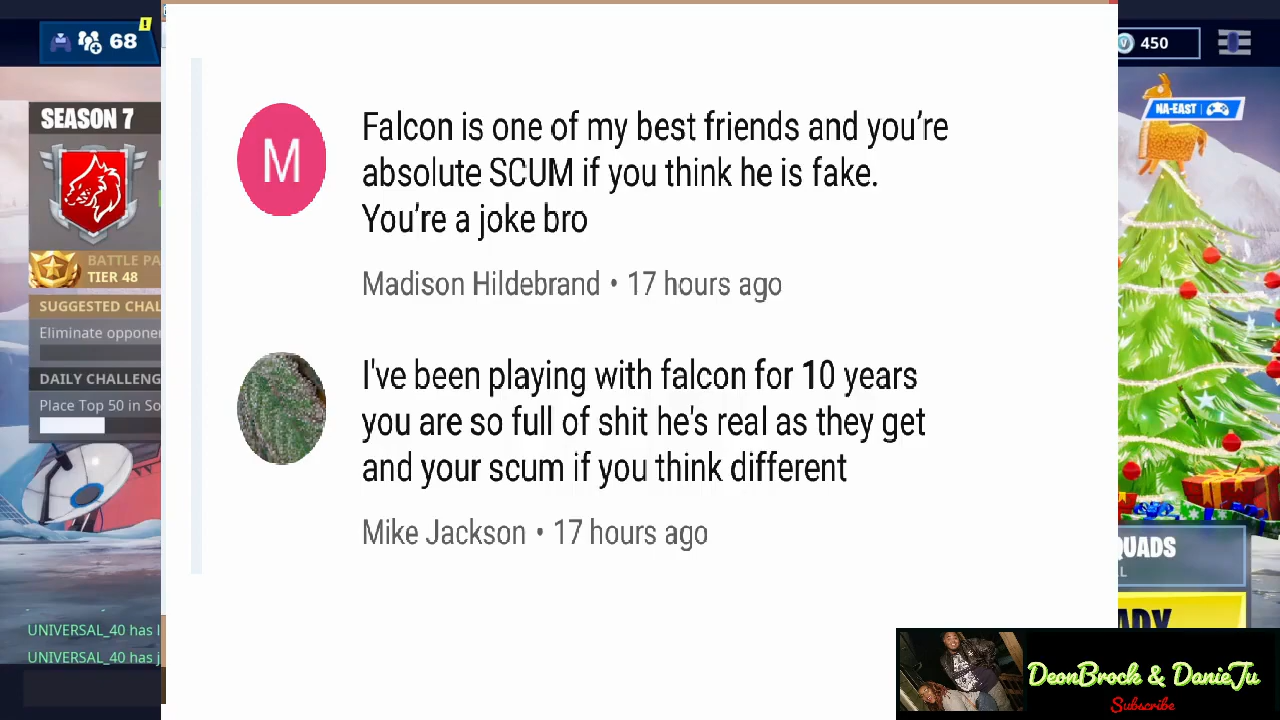 68
!
450
SEASON 7
NA-EAST
BATTLE PA
TIER 48
SUGGESTED CHAL
Eliminate opponen
DAILY CHALLENG
Place Top 50 in So
M
Falcon is one of my best friends and you're
absolute SCUM if you think he is fake.
You're a joke bro
Madison Hildebrand • 17 hours ago
I've been playing with falcon for 10 years
you are so full of shit he's real as they get
and your scum if you think different
Mike Jackson • 17 hours ago
QUADS
ADY
UNIVERSAL_40 has l
UNIVERSAL_40 has j
DeonBrock & DanieJu
Subscribe